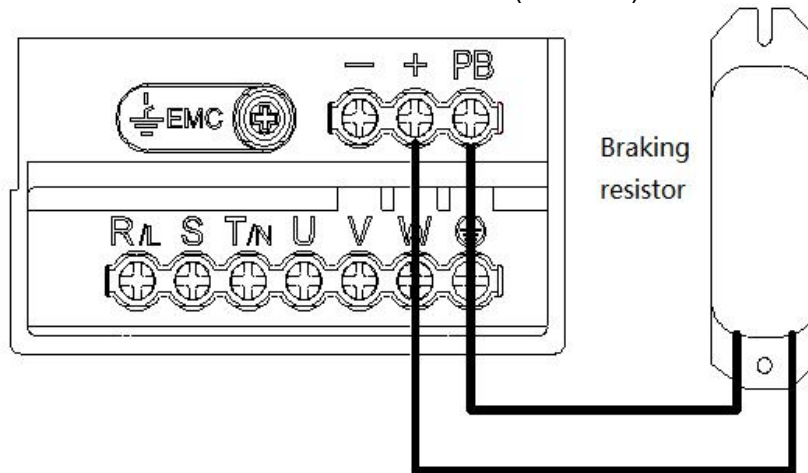 — + PB
EMC
Braking
resistor
R/L S T/N U V W